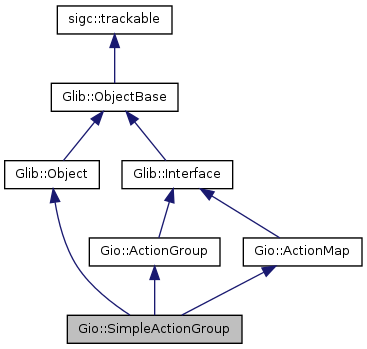 sigc::trackable
Glib::ObjectBase
Glib::Object
Glib::Interface
Gio::ActionGroup
Gio::ActionMap
Gio::SimpleActionGroup